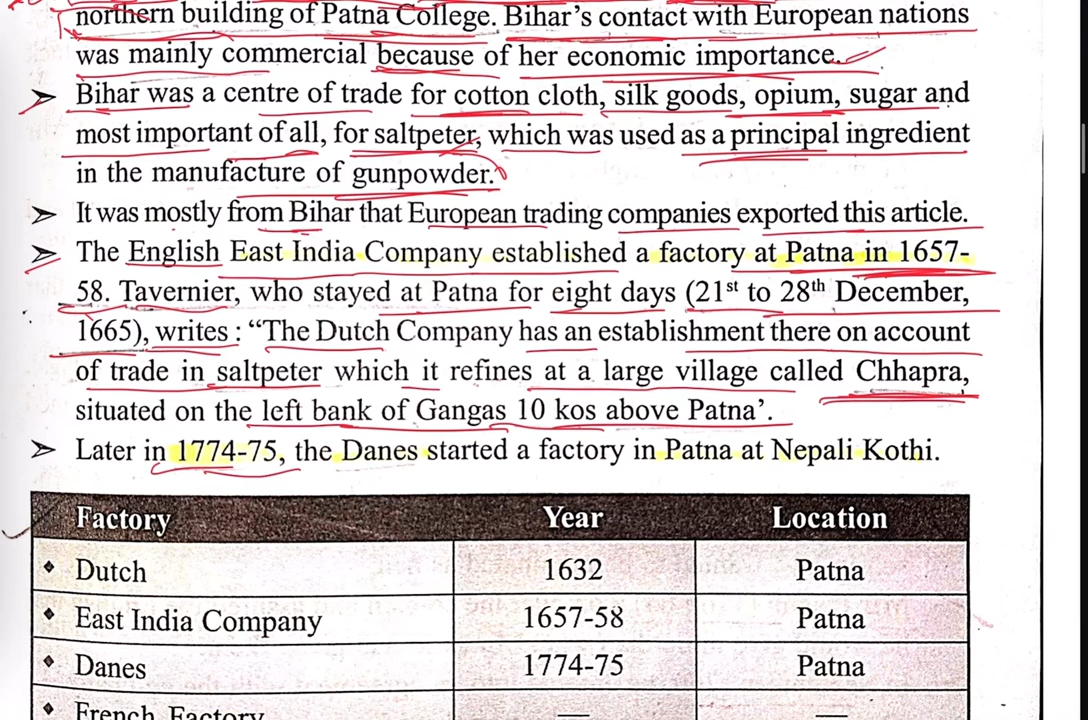 northern building of Patna College. Bihar's contact with European nations
was mainly commercial because of her economic importance.
➢ Bihar was a centre of trade for cotton cloth, silk goods, opium, sugar and
most important of all, for saltpeter, which was used as a principal ingredient
in the manufacture of gunpowder.
➢ It was mostly from Bihar that European trading companies exported this article.
➢ The English East India Company established a factory at Patna in 1657-
58. Tavernier, who stayed at Patna for eight days (21st to 28th December,
1665), writes : “The Dutch Company has an establishment there on account
of trade in saltpeter which it refines at a large village called Chhapra,
situated on the left bank of Gangas 10 kos above Patna’.
➢ Later in 1774-75, the Danes started a factory in Patna at Nepali Kothi.
Factory Year Location
❖ Dutch 1632 Patna
❖ East India Company 1657-58 Patna
❖ Danes 1774-75 Patna
❖ French Factory — —